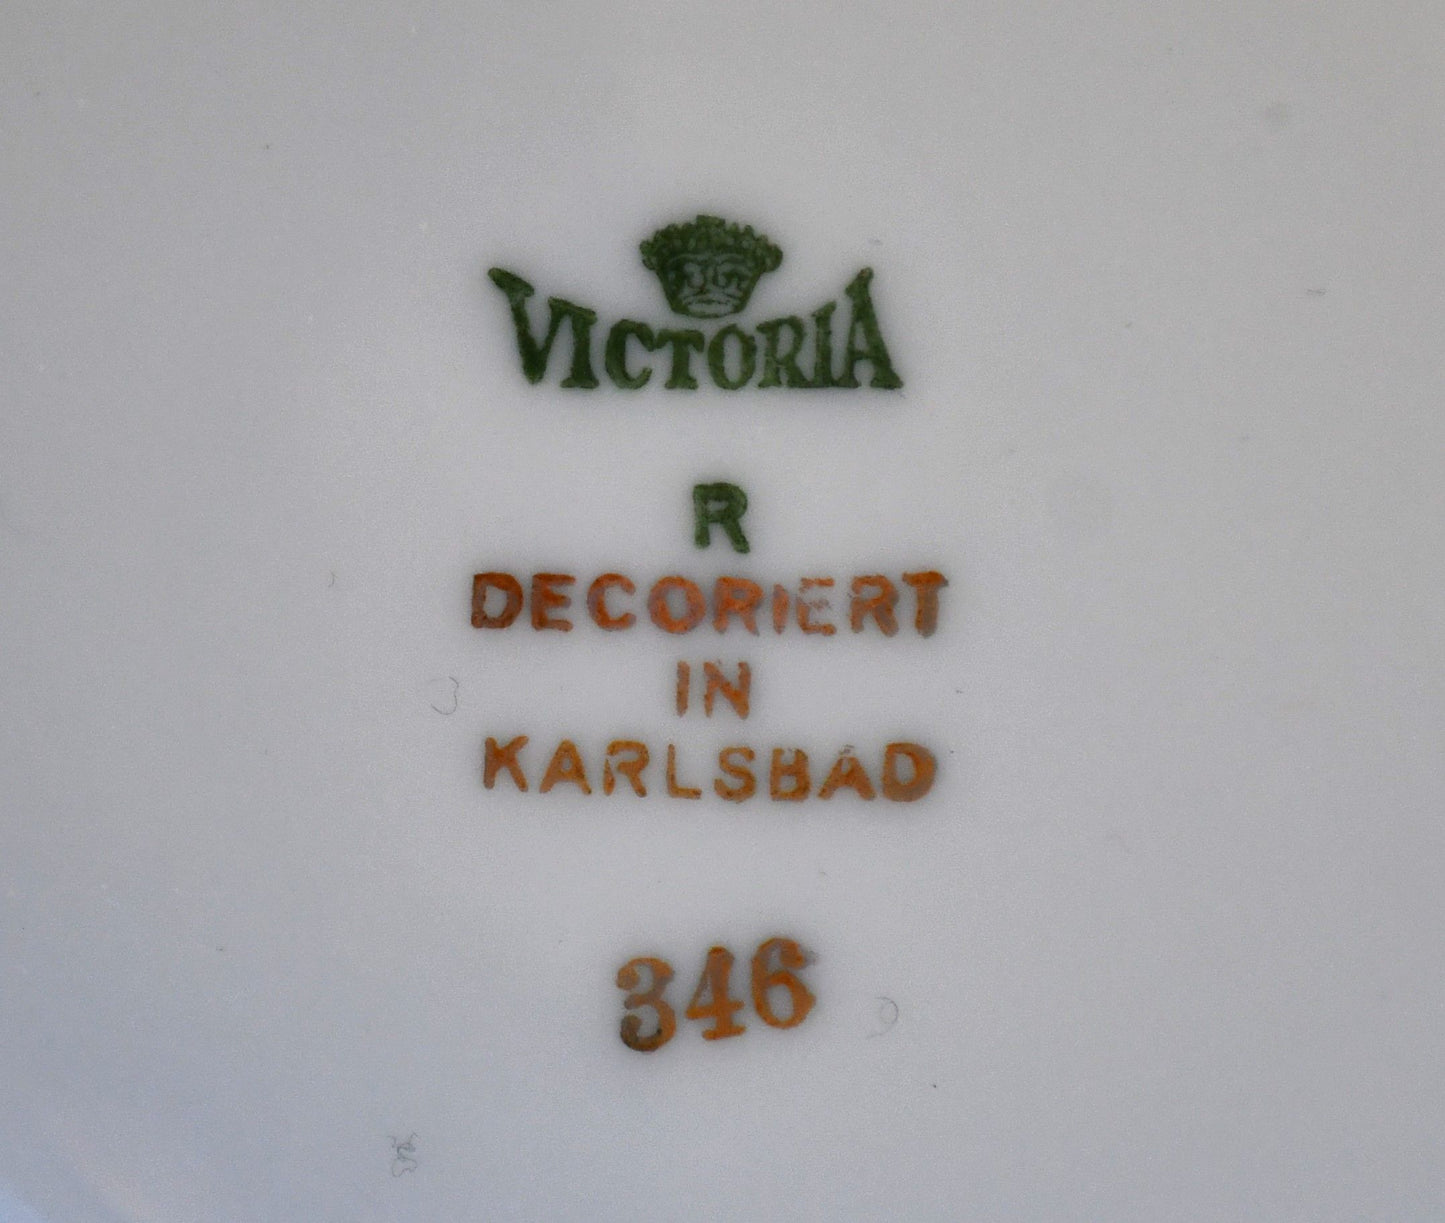 VICTORIA
R
DECORIERT
IN
KARLSBAD
346